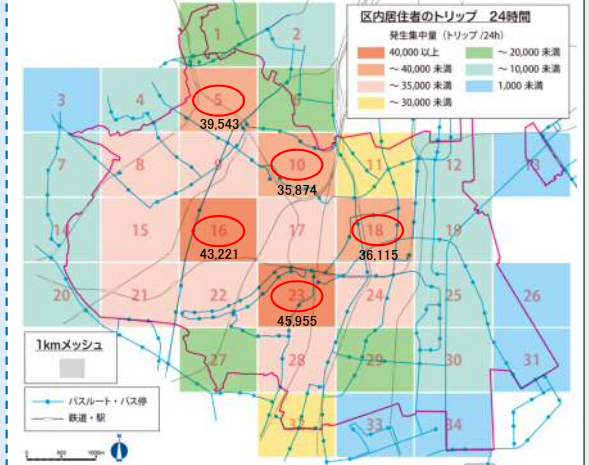 区内居住者のトリップ 24時間
発生集中量(トリップ/24h)
40,000 以上
～ 40,000 未満
～ 35,000 未満
～ 30,000 未満
～ 20,000 未満
～ 10,000 未満
1,000 未満
1 2
3 4 5 6
39,543
7 8 9 10 11 12 13
35,874
14 15 16 17 18 19
43,221 36,115
20 21 22 23 24 25 26
45,955
1kmメッシュ
27 28 29 30 31
バスルート・バス停
鉄道・駅
32 33 34
0 500 1000m